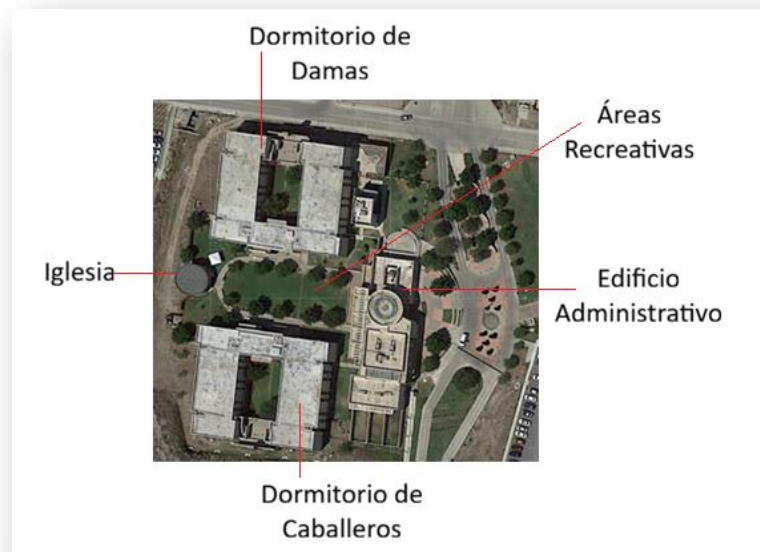 Dormitorio de
Damas
Áreas
Recreativas
Iglesia
Edificio
Administrativo
Dormitorio de
Caballeros